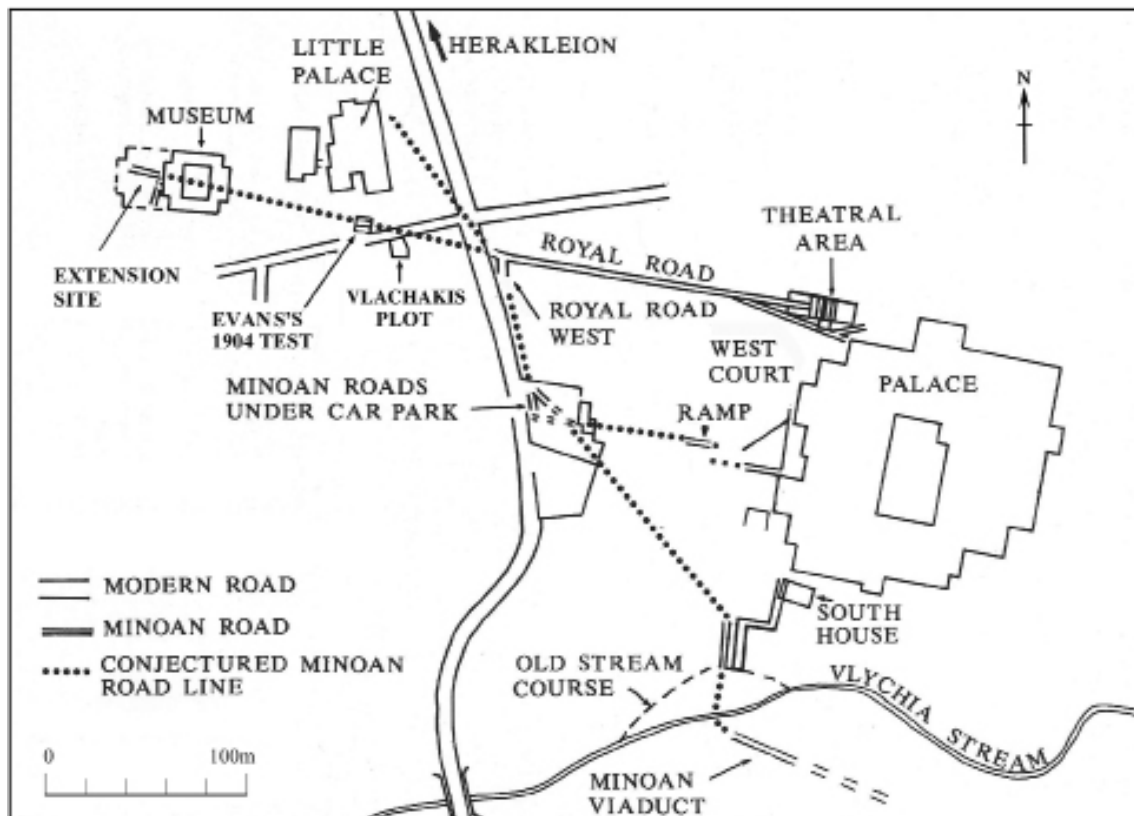 HERAKLEION
LITTLE
PALACE
N
MUSEUM
THEATRAL
AREA
ROYAL ROAD
EXTENSION
SITE
VLACHAKIS
PLOT
EVANS'S
1904 TEST
ROYAL ROAD
WEST
WEST
COURT
PALACE
MINOAN ROADS
UNDER CAR PARK
RAMP
MODERN ROAD
MINOAN ROAD
CONJECTURED MINOAN
ROAD LINE
SOUTH
HOUSE
OLD STREAM
COURSE
VLYCHIA STREAM
0 100m
MINOAN
VIADUCT